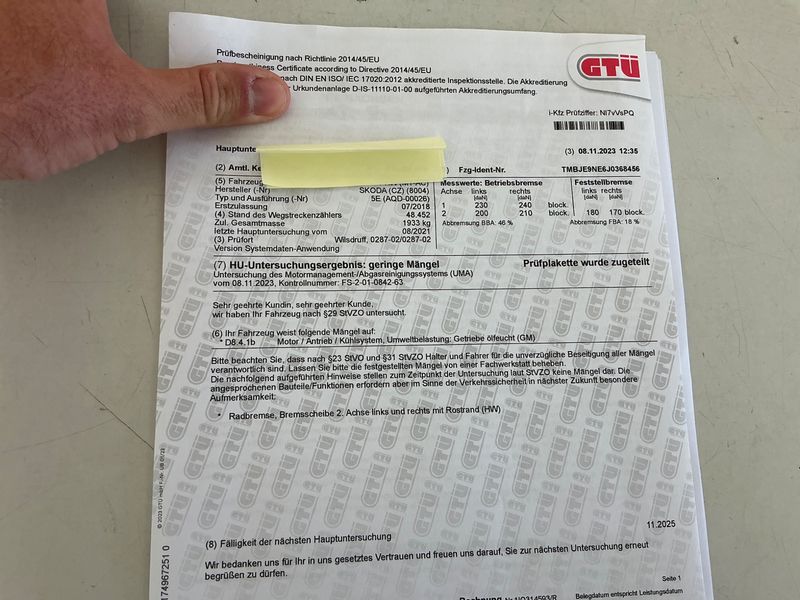 Prüfbescheinigung nach Richtlinie 2014/45/EU
Certificate according to Directive 2014/45/EU
nach DIN EN ISO/ IEC 17020:2012 akkreditierte Inspektionsstelle. Die Akkreditierung
Urkundenanlage D-IS-11110-01-00 aufgeführten Akkreditierungsumfang.
GTÜ
i-Kfz Prüfziffer: NI7vVsPQ
Hauptunte
(3) 08.11.2023 12:35
(2) Amtl. Ke
) Fzg-Ident-Nr. TMBJE9NE6J0368456
(5) Fahrzeug
Hersteller (-Nr) SKODA (CZ) (8004)
Typ und Ausführung (-Nr) 5E (AQD-00026)
Erstzulassung 07/2018
(4) Stand des Wegstreckenzählers 48.452
Zul. Gesamtmasse 1933 kg
letzte Hauptuntersuchung vom 08/2021
(3) Prüfort Wilsdruff, 0287-02/0287-02
Version Systemdaten-Anwendung
Messwerte: Betriebsbremse
Achse links rechts
[daN] [daN]
1 230 240 block.
2 200 210 block.
Abbremsung BBA: 46 %
Feststellbremse
links rechts
[daN] [daN]
180 170 block.
Abbremsung FBA: 18 %
(7) HU-Untersuchungsergebnis: geringe Mängel Prüfplakette wurde zugeteilt
Untersuchung des Motormanagement-/Abgasreinigungssystems (UMA)
vom 08.11.2023, Kontrollnummer: FS-2-01-0842-63
Sehr geehrte Kundin, sehr geehrter Kunde,
wir haben Ihr Fahrzeug nach §29 StVZO untersucht.
(6) Ihr Fahrzeug weist folgende Mängel auf:
* D8.4.1b Motor / Antrieb / Kühlsystem, Umweltbelastung: Getriebe ölfeucht (GM)
Bitte beachten Sie, dass nach §23 StVO und §31 StVZO Halter und Fahrer für die unverzügliche Beseitigung aller Mängel
verantwortlich sind. Lassen Sie bitte die festgestellten Mängel von einer Fachwerkstatt beheben.
Die nachfolgend aufgeführten Hinweise stellen zum Zeitpunkt der Untersuchung laut StVZO keine Mängel dar. Die
angesprochenen Bauteile/Funktionen erfordern aber im Sinne der Verkehrssicherheit in nächster Zukunft besondere
Aufmerksamkeit:
* Radbremse, Bremsscheibe 2. Achse links und rechts mit Rostrand (HW)
(8) Fälligkeit der nächsten Hauptuntersuchung 11.2025
Wir bedanken uns für Ihr in uns gesetztes Vertrauen und freuen uns darauf, Sie zur nächsten Untersuchung erneut
begrüßen zu dürfen.
Seite 1
Belegdatum entspricht Leistungsdatum
© 2023 GTÜ mbH F.-Nr. UB 01/23
174967251 0